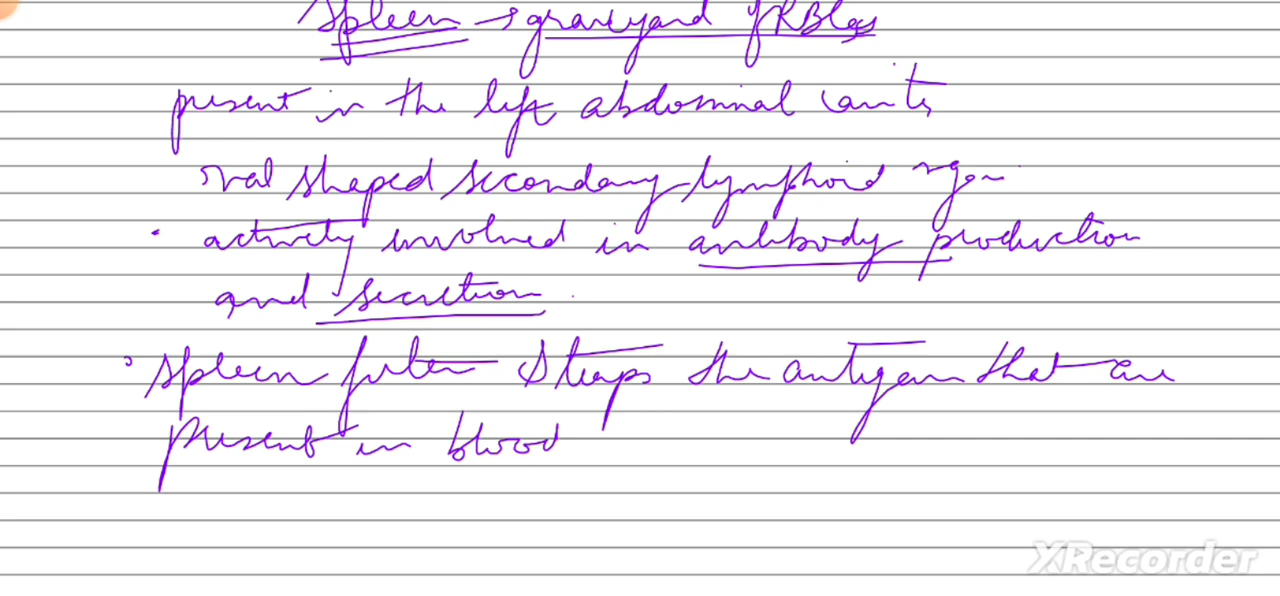 Spleen → graveyard of RBCs
present in the left abdominal cavity
oval shaped secondary lymphoid organ
• activety involved in antibody production
and secretion.
• Spleen filter & traps the antigen that are
present in blood
XRecorder